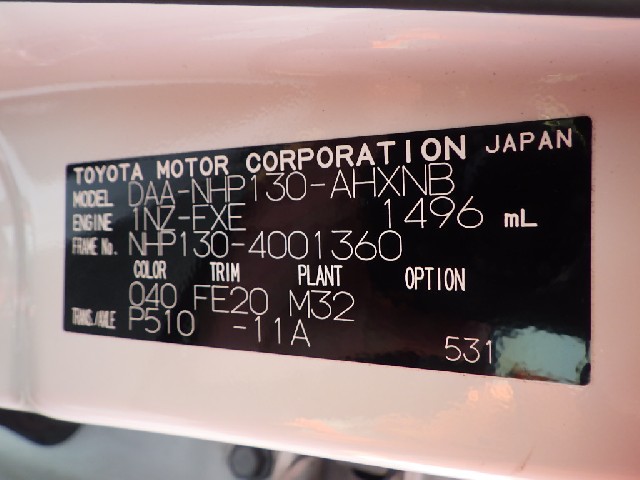 TOYOTA MOTOR CORPORATION JAPAN
MODEL DAA-NHP130-AHXNB
ENGINE 1NZ-EXE 1496 mL
FRAME No. NHP130-4001360
COLOR TRIM PLANT OPTION
040 FE20 M32
TRANS./AXLE P510 -11A
531